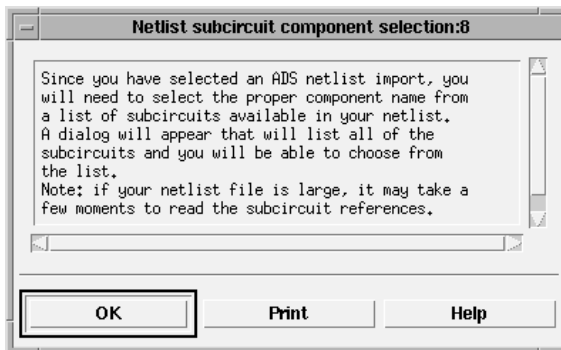 Netlist subcircuit component selection:8
Since you have selected an ADS netlist import, you
will need to select the proper component name from
a list of subcircuits available in your netlist.
A dialog will appear that will list all of the
subcircuits and you will be able to choose from
the list.
Note: if your netlist file is large, it may take a
few moments to read the subcircuit references.
OK Print Help